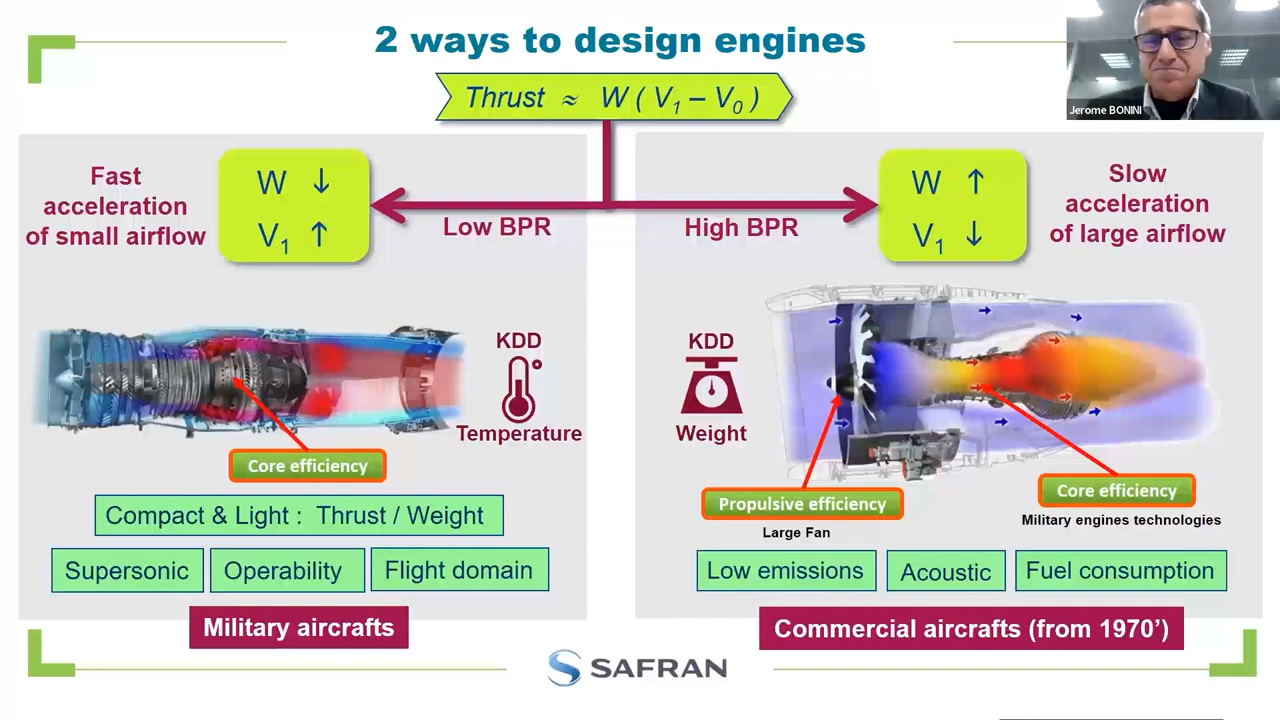 2 ways to design engines
Thrust ≈ W ( V1 – V0 )
Jerome BONINI
Fast
acceleration
of small airflow
W ↓
V1 ↑
Low BPR
High BPR
W ↑
V1 ↓
Slow
acceleration
of large airflow
KDD
Temperature
Core efficiency
Compact & Light : Thrust / Weight
Supersonic
Operability
Flight domain
Military aircrafts
KDD
Weight
Propulsive efficiency
Large Fan
Core efficiency
Military engines technologies
Low emissions
Acoustic
Fuel consumption
Commercial aircrafts (from 1970’)
SAFRAN